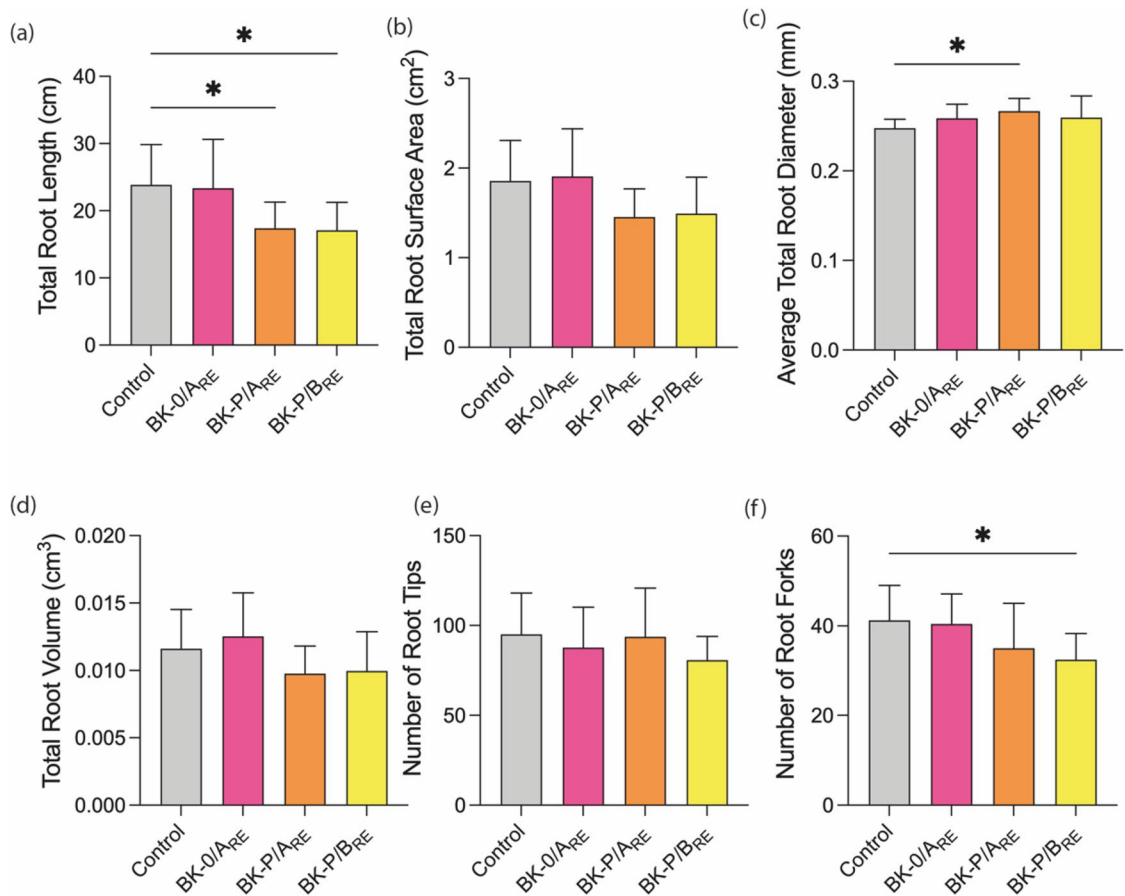 (a)
Total Root Length (cm)
40
30
20
10
0
✱
✱
Control
BK-0/ARE
BK-P/ARE
BK-P/BRE
(b)
Total Root Surface Area (cm²)
3
2
1
0
Control
BK-0/ARE
BK-P/ARE
BK-P/BRE
(c)
Average Total Root Diameter (mm)
0.3
0.2
0.1
0.0
✱
Control
BK-0/ARE
BK-P/ARE
BK-P/BRE
(d)
Total Root Volume (cm³)
0.020
0.015
0.010
0.005
0.000
Control
BK-0/ARE
BK-P/ARE
BK-P/BRE
(e)
Number of Root Tips
150
100
50
0
Control
BK-0/ARE
BK-P/ARE
BK-P/BRE
(f)
Number of Root Forks
60
40
20
0
✱
Control
BK-0/ARE
BK-P/ARE
BK-P/BRE